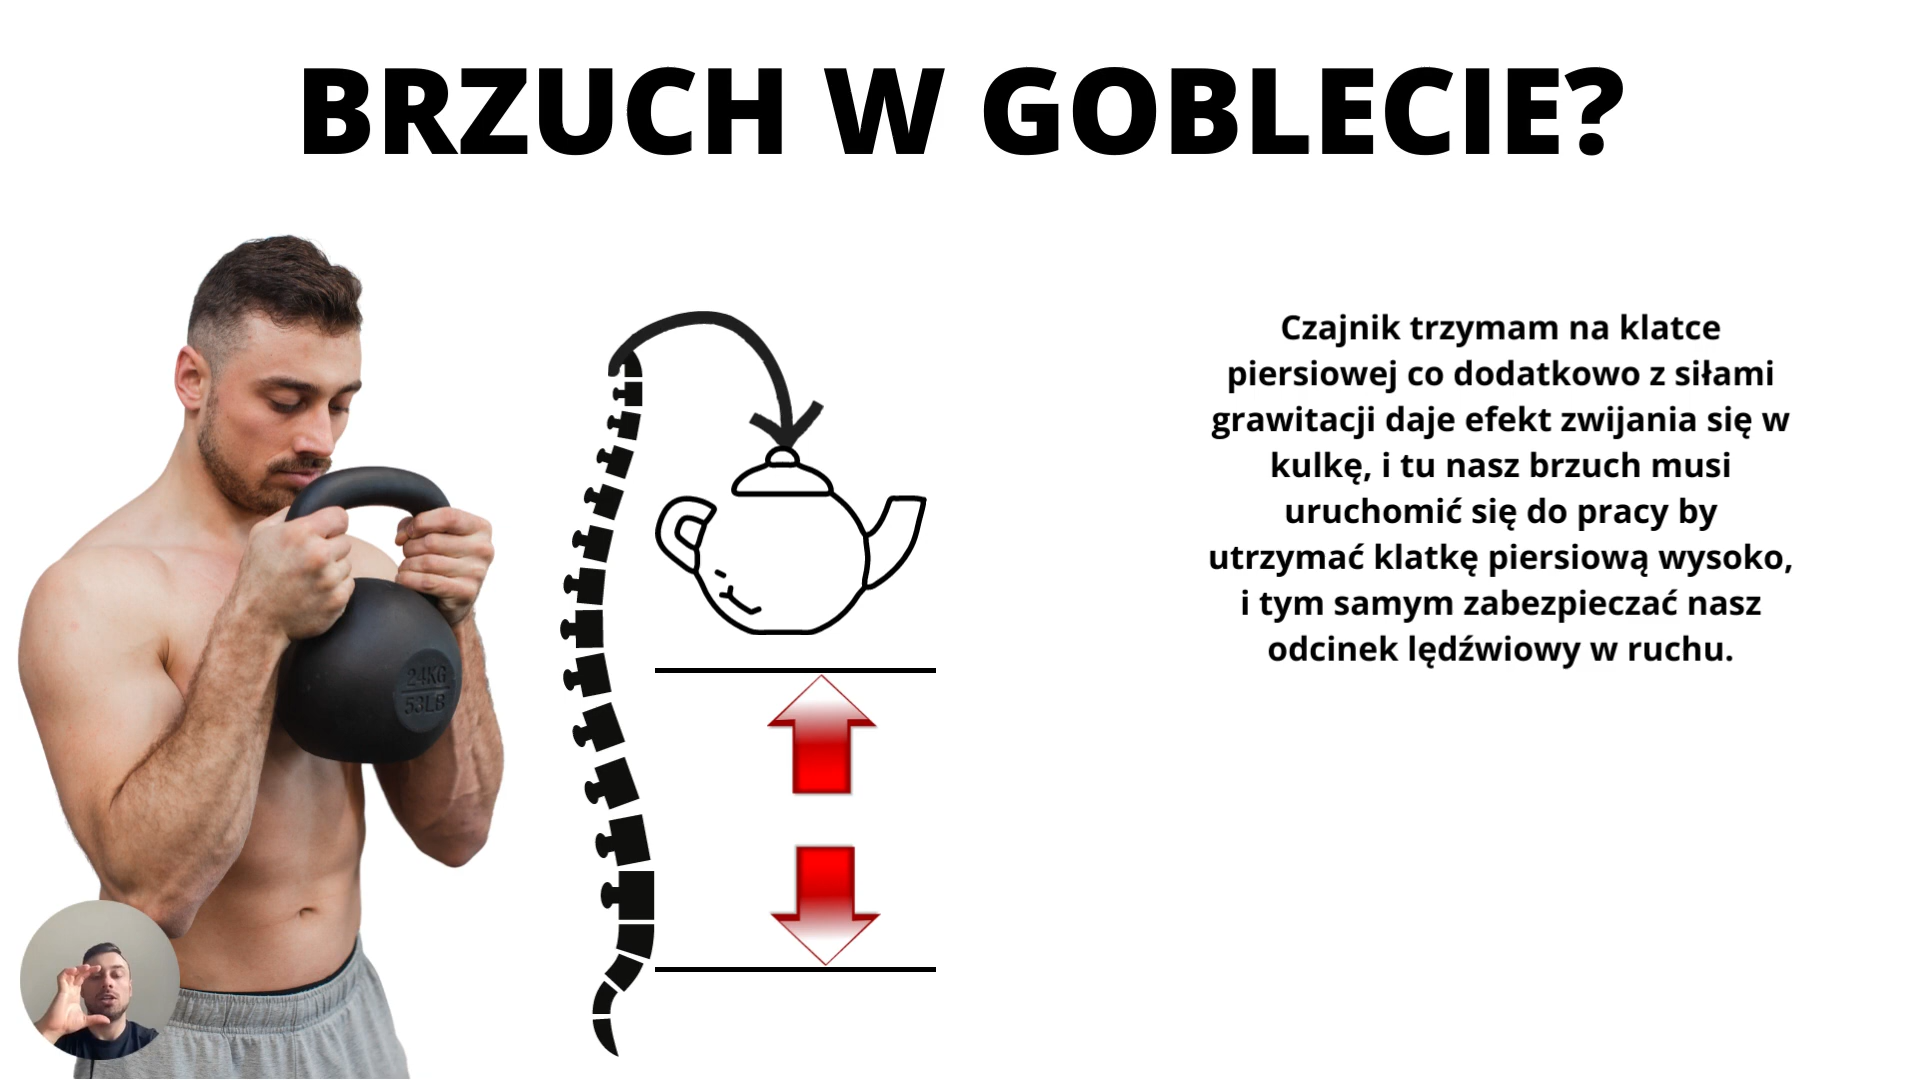 BRZUCH W GOBLECIE?
Czajnik trzymam na klatce
piersiowej co dodatkowo z siłami
grawitacji daje efekt zwijania się w
kulkę, i tu nasz brzuch musi
uruchomić się do pracy by
utrzymać klatkę piersiową wysoko,
i tym samym zabezpieczać nasz
odcinek lędźwiowy w ruchu.
24KG
53LB